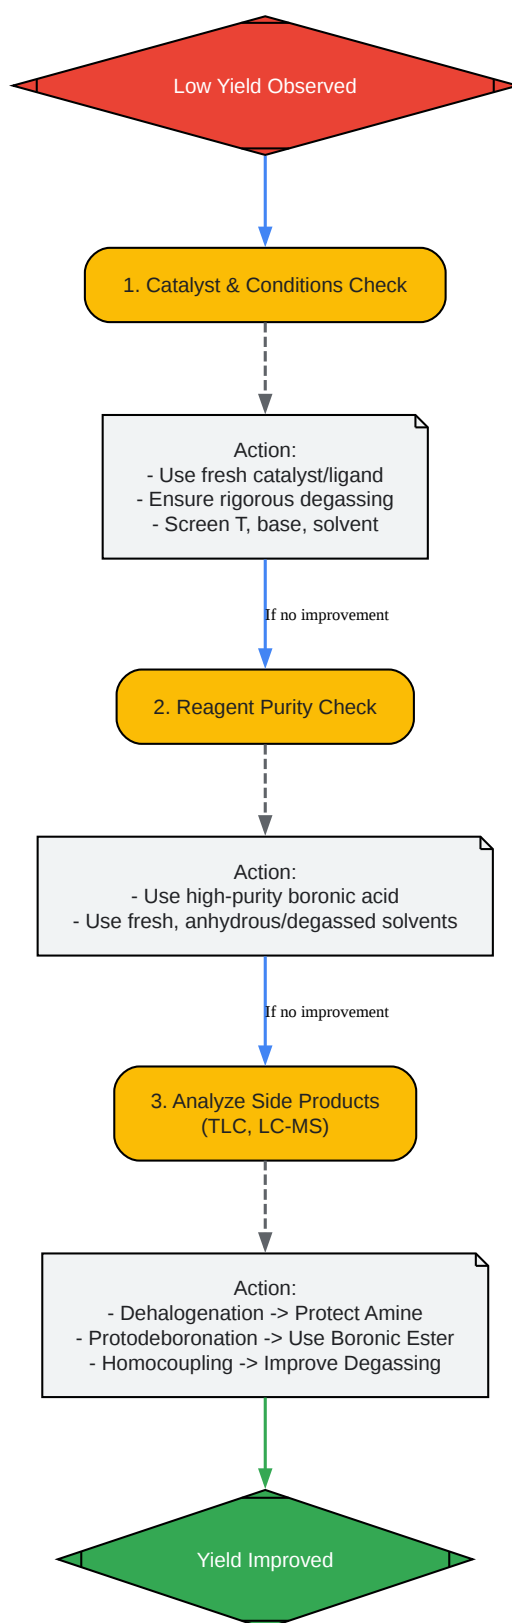 Low Yield Observed
1. Catalyst & Conditions Check
Action:
- Use fresh catalyst/ligand
- Ensure rigorous degassing
- Screen T, base, solvent
If no improvement
2. Reagent Purity Check
Action:
- Use high-purity boronic acid
- Use fresh, anhydrous/degassed solvents
If no improvement
3. Analyze Side Products
(TLC, LC-MS)
Action:
- Dehalogenation -> Protect Amine
- Protodeboronation -> Use Boronic Ester
- Homocoupling -> Improve Degassing
Yield Improved